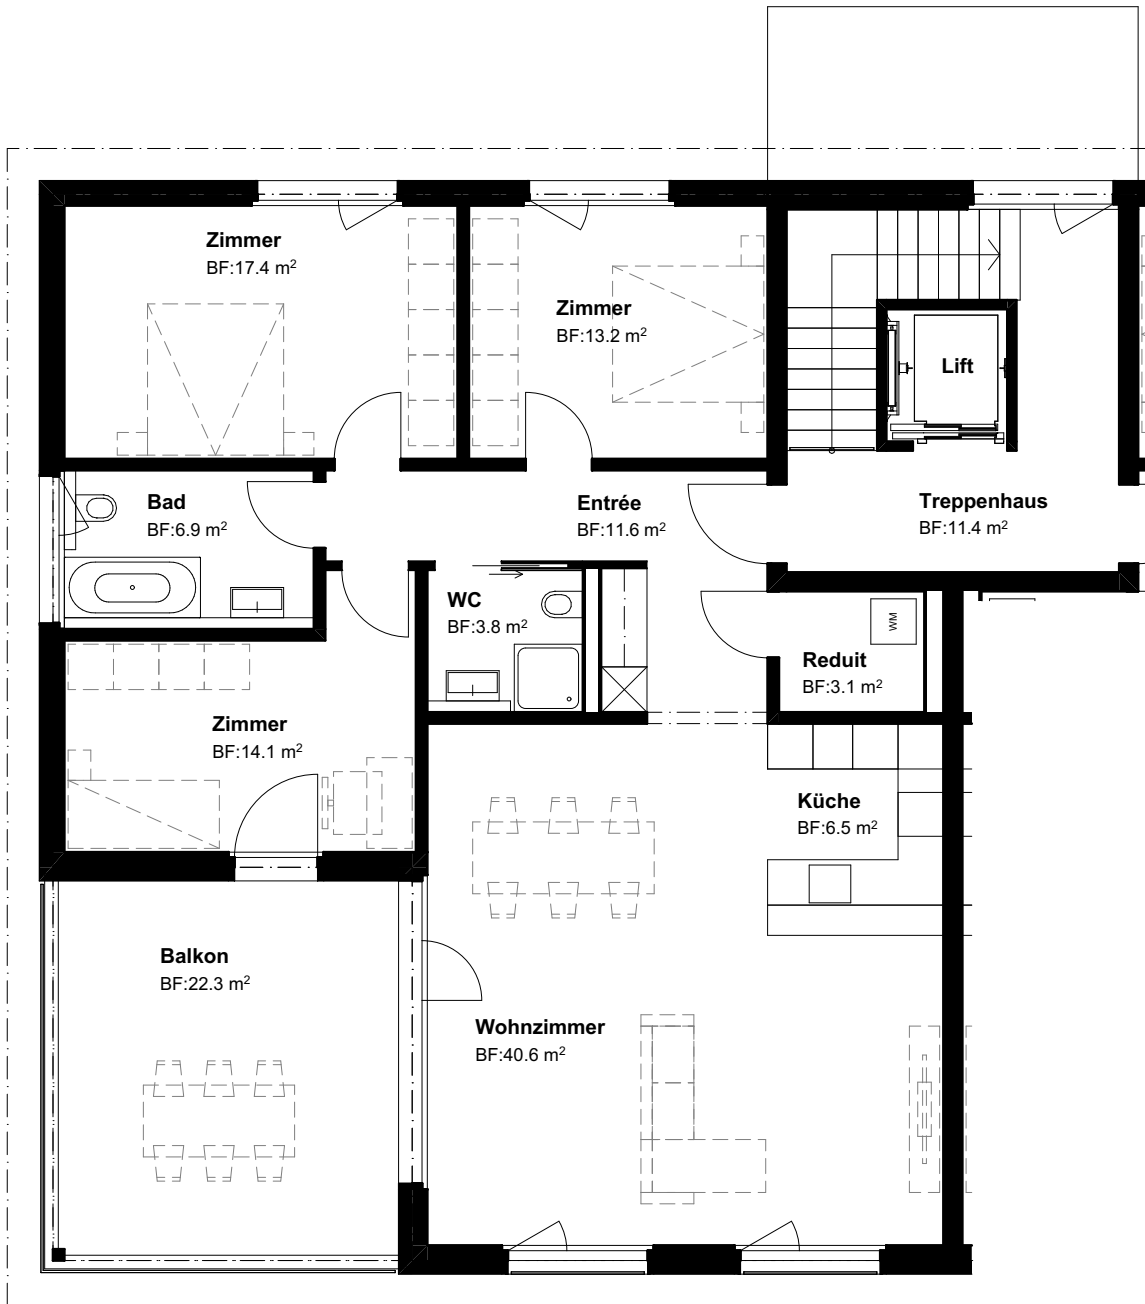 Zimmer
BF:17.4 m²
Zimmer
BF:13.2 m²
Lift
Bad
BF:6.9 m²
Entrée
BF:11.6 m²
Treppenhaus
BF:11.4 m²
WC
BF:3.8 m²
WM
Reduit
BF:3.1 m²
Zimmer
BF:14.1 m²
Küche
BF:6.5 m²
Balkon
BF:22.3 m²
Wohnzimmer
BF:40.6 m²